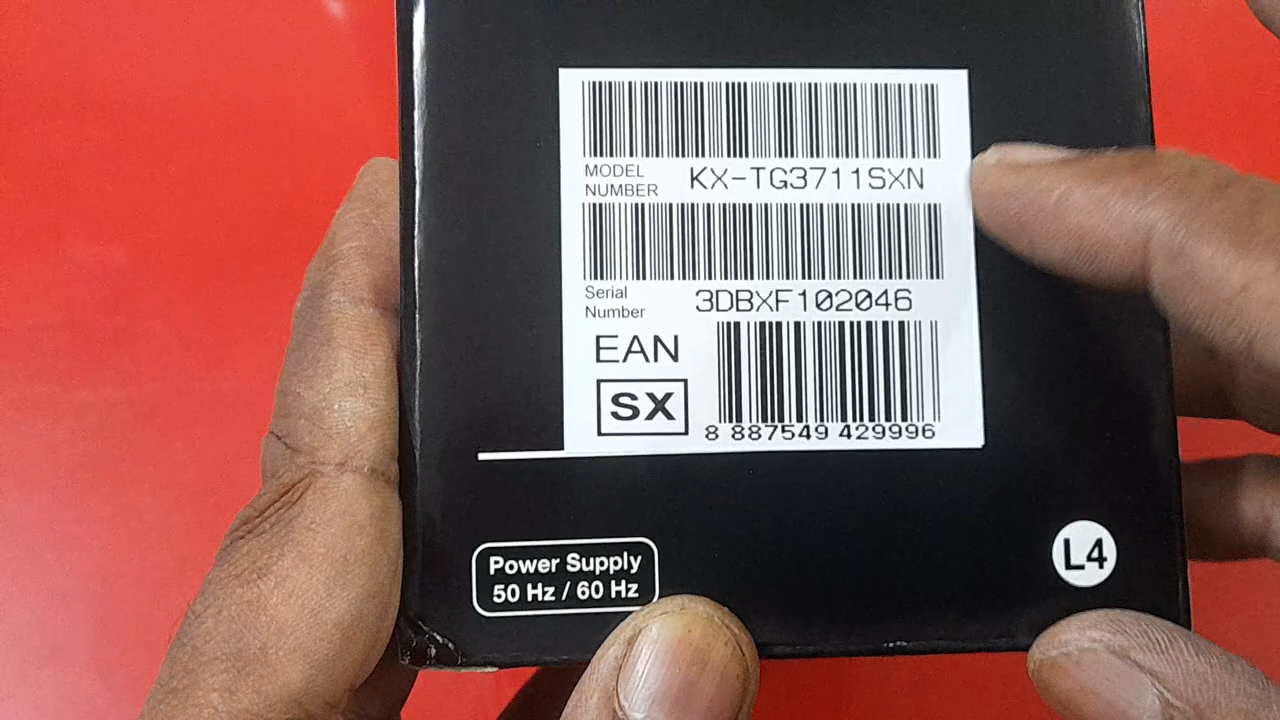 MODEL
NUMBER
KX-TG3711SXN
Serial
Number
3DBXF102046
EAN
SX
8 887549 429996
Power Supply
50 Hz / 60 Hz
L4